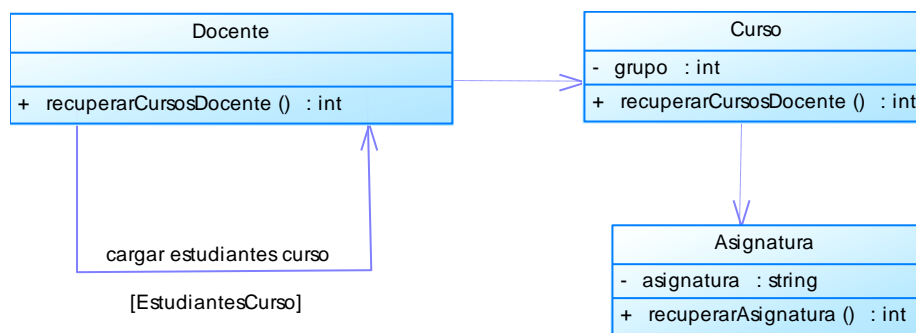 Docente
+ recuperarCursosDocente () : int
cargar estudiantes curso
[EstudiantesCurso]
Curso
- grupo : int
+ recuperarCursosDocente () : int
Asignatura
- asignatura : string
+ recuperarAsignatura () : int